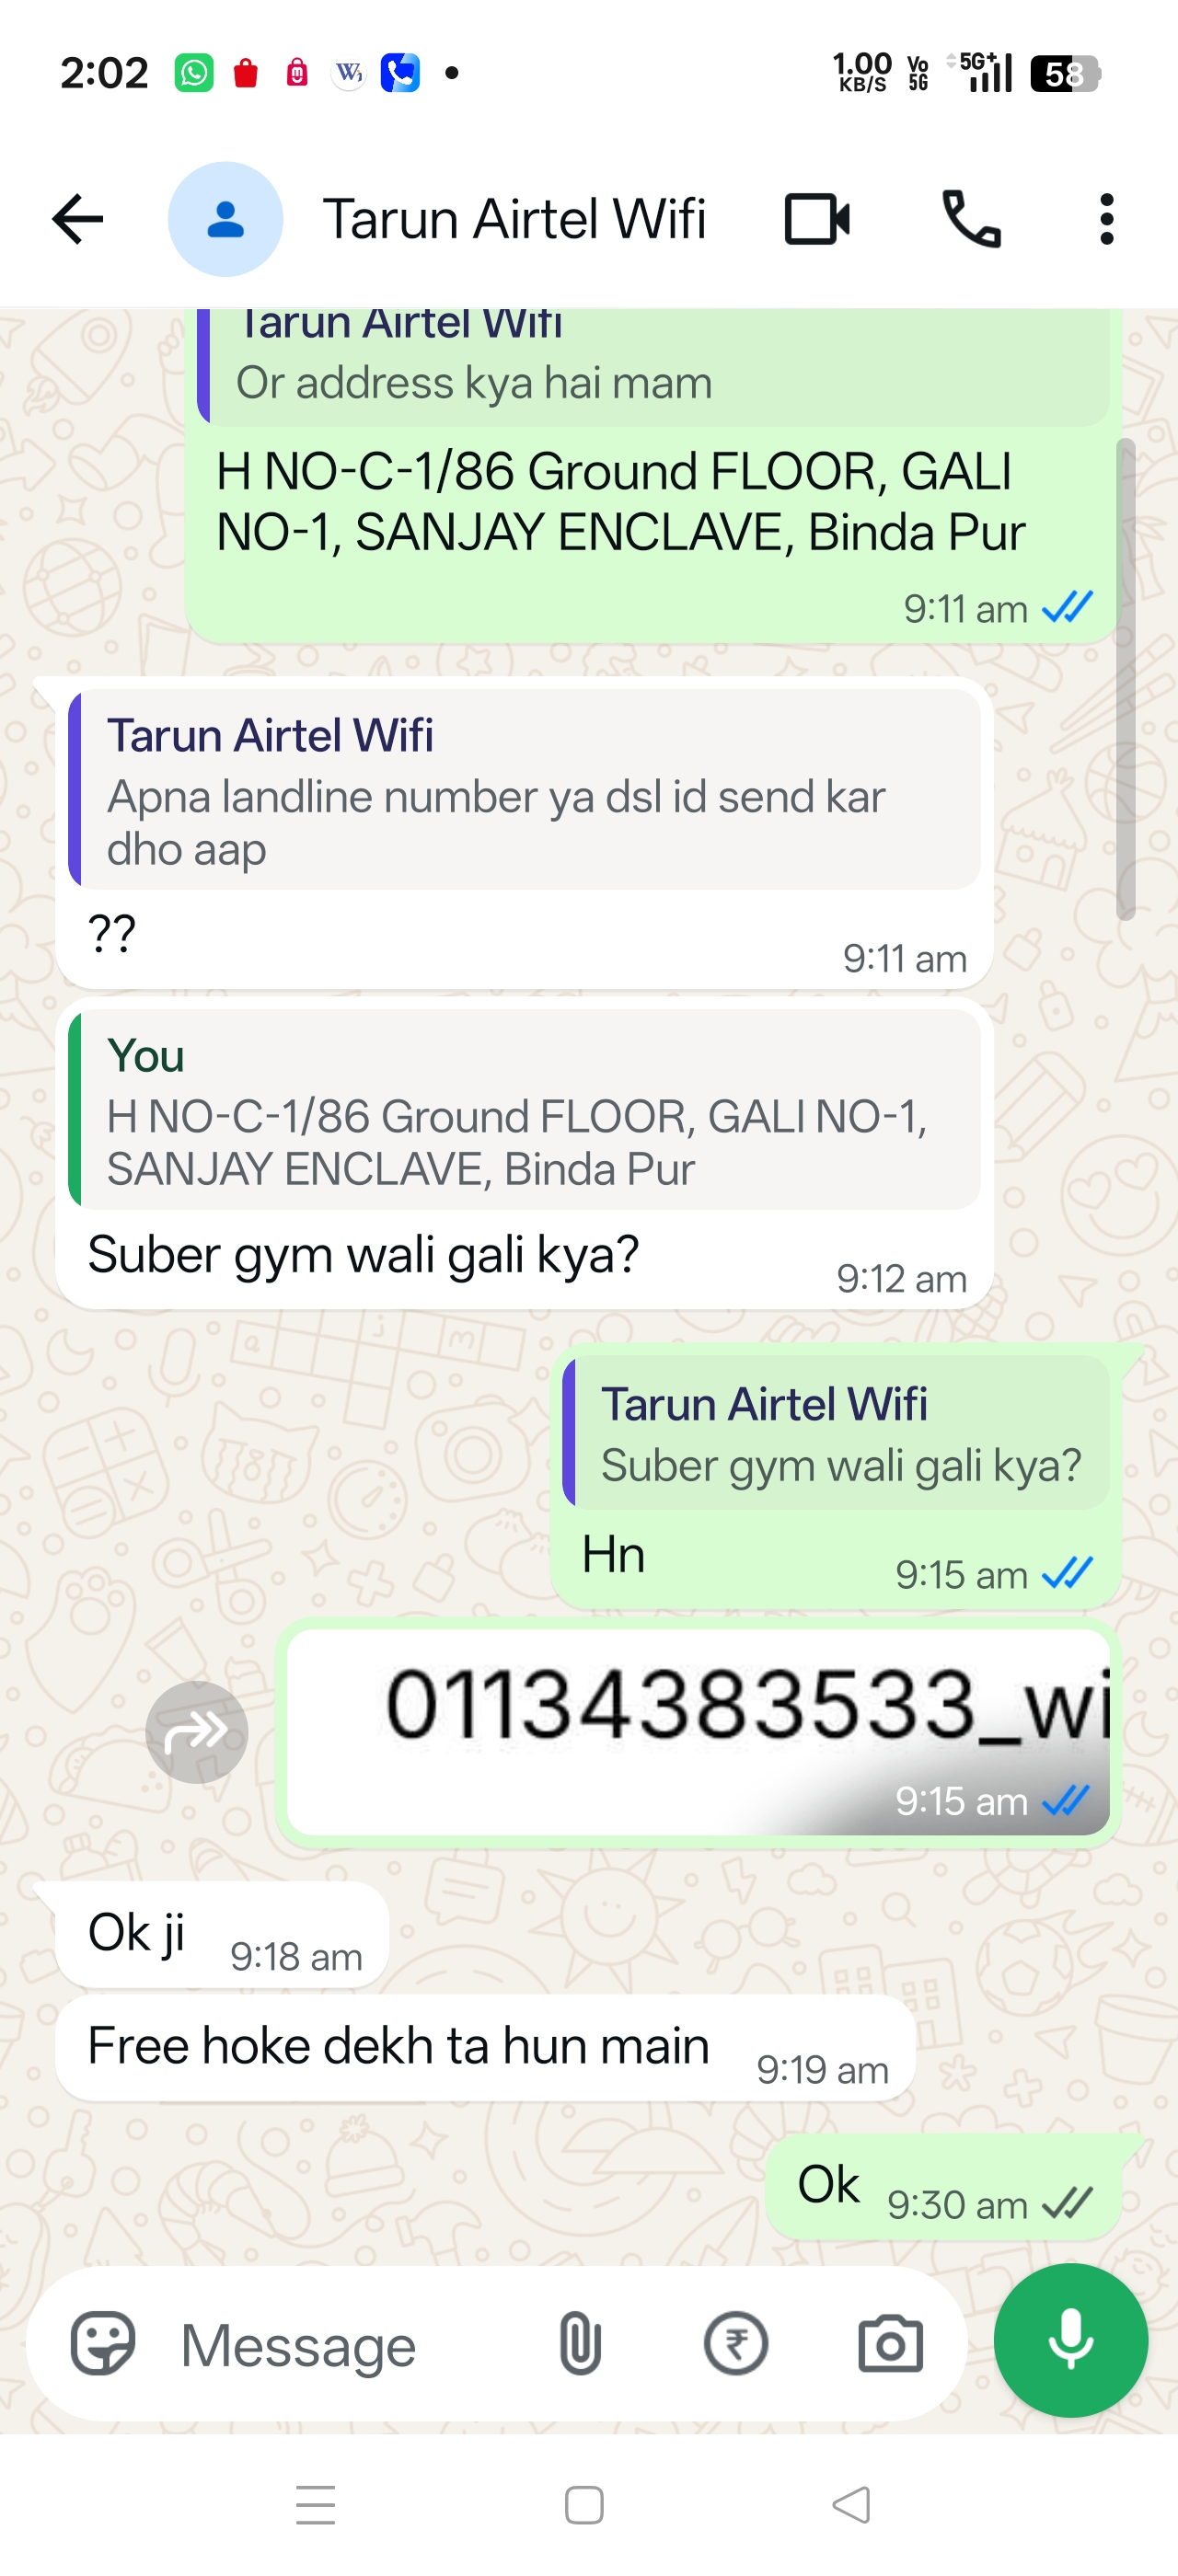 2:02
1.00
KB/S
Vo
5G
5G+
58
Tarun Airtel Wifi
Tarun Airtel Wifi
Or address kya hai mam
H NO-C-1/86 Ground FLOOR, GALI
NO-1, SANJAY ENCLAVE, Binda Pur
9:11 am
Tarun Airtel Wifi
Apna landline number ya dsl id send kar
dho aap
??
9:11 am
You
H NO-C-1/86 Ground FLOOR, GALI NO-1,
SANJAY ENCLAVE, Binda Pur
Suber gym wali gali kya?
9:12 am
Tarun Airtel Wifi
Suber gym wali gali kya?
Hn
9:15 am
01134383533_wi
9:15 am
Ok ji
9:18 am
Free hoke dekh ta hun main
9:19 am
Ok
9:30 am
Message